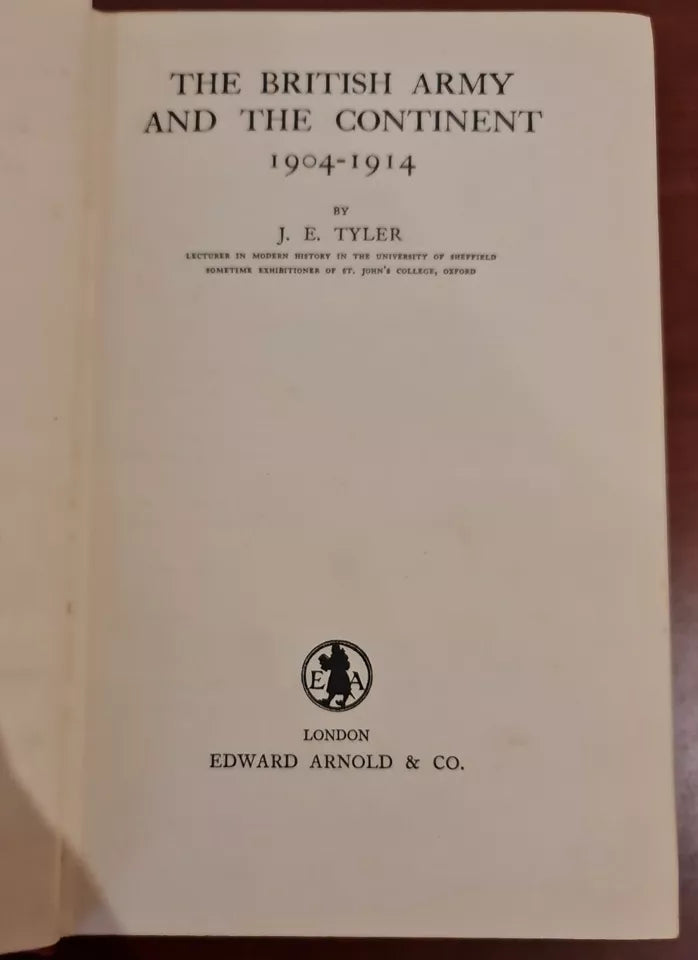 THE BRITISH ARMY
AND THE CONTINENT
1904-1914
BY
J. E. TYLER
LECTURER IN MODERN HISTORY IN THE UNIVERSITY OF SHEFFIELD
SOMETIME EXHIBITIONER OF ST. JOHN'S COLLEGE, OXFORD
E A
LONDON
EDWARD ARNOLD & CO.